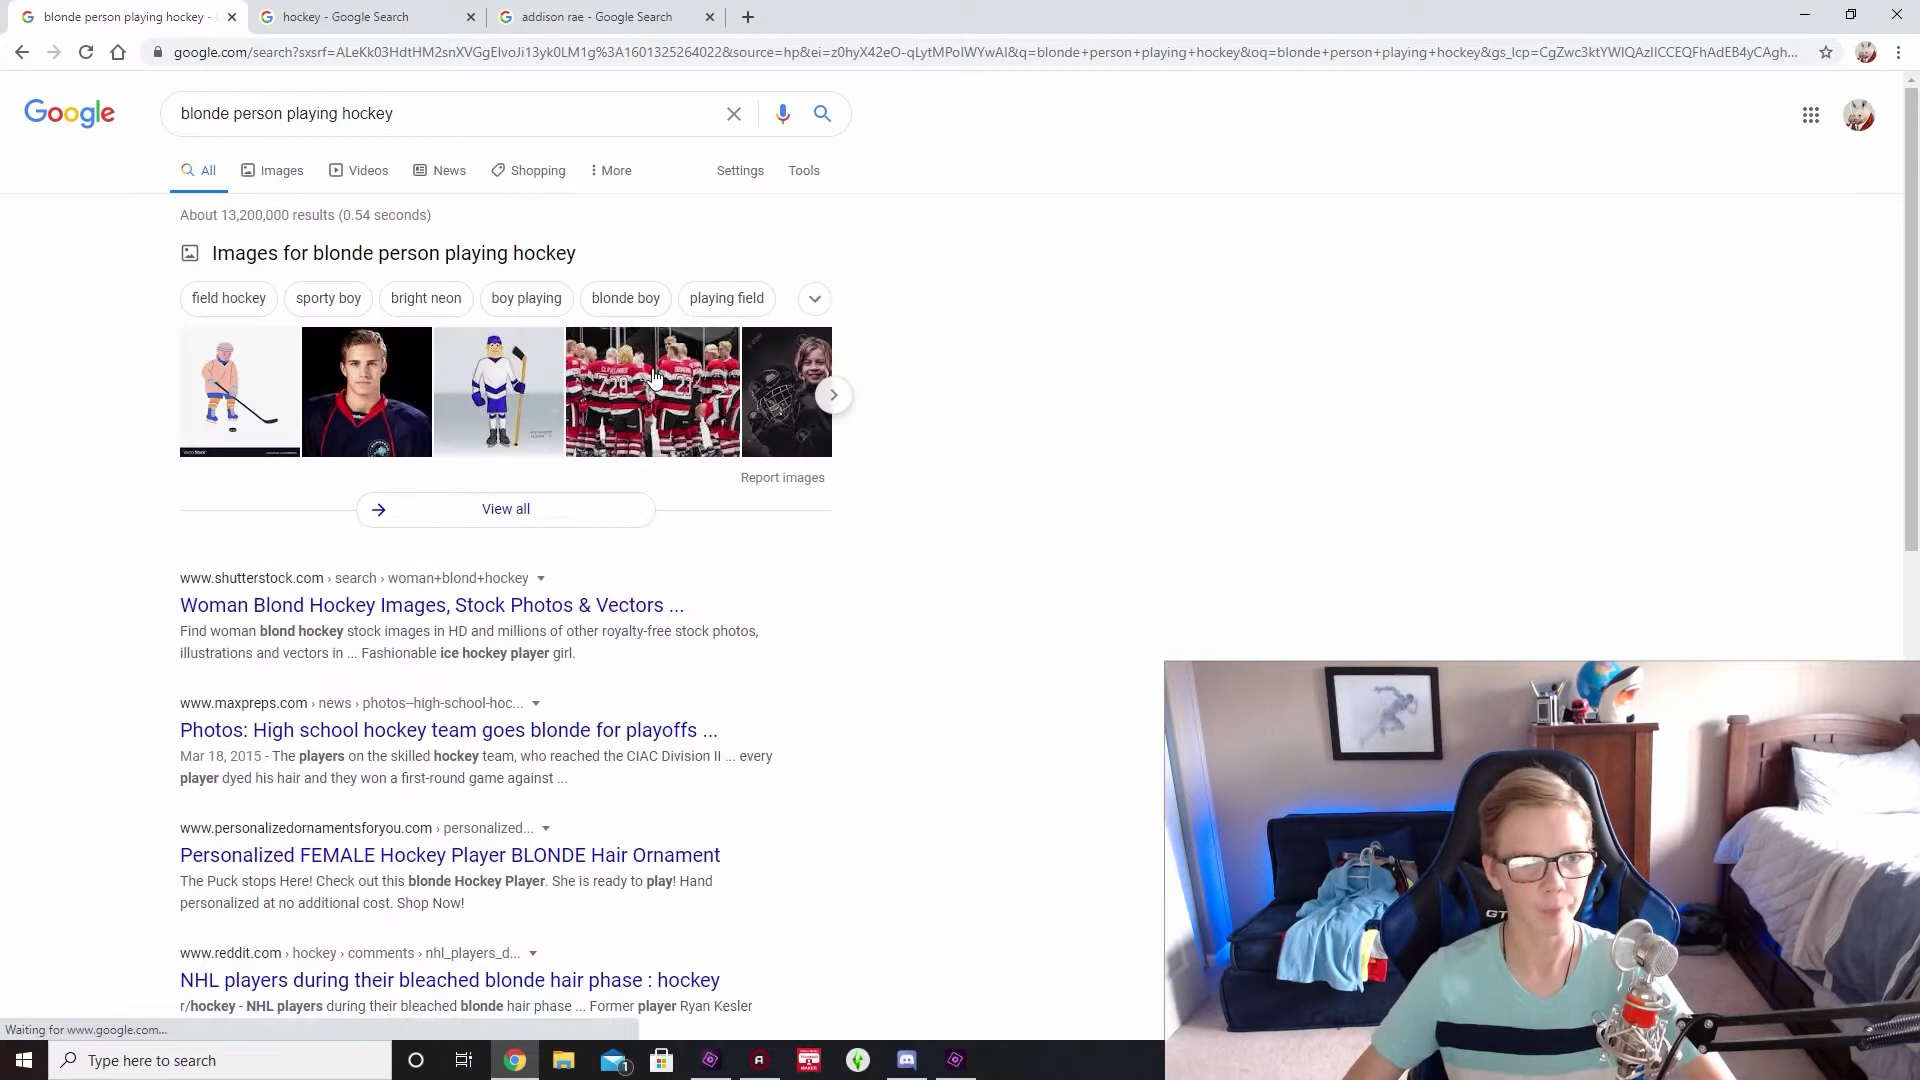 blonde person playing hockey -
hockey - Google Search
addison rae - Google Search
google.com/search?sxsrf=ALeKk03HdtHM2snXVGgElvoJi13yk0LM1g%3A1601325264022&source=hp&ei=z0hyX42eO-qLytMPoIWYwAI&q=blonde+person+playing+hockey&oq=blonde+person+playing+hockey&gs_lcp=CgZwc3ktYWIQAzIICCEQFhAdEB4yCAgh...
Google
blonde person playing hockey
All
Images
Videos
News
Shopping
More
Settings
Tools
About 13,200,000 results (0.54 seconds)
Images for blonde person playing hockey
field hockey
sporty boy
bright neon
boy playing
blonde boy
playing field
729
23
Report images
View all
www.shutterstock.com › search › woman+blond+hockey
Woman Blond Hockey Images, Stock Photos & Vectors ...
Find woman blond hockey stock images in HD and millions of other royalty-free stock photos,
illustrations and vectors in ... Fashionable ice hockey player girl.
www.maxpreps.com › news › photos--high-school-hoc...
Photos: High school hockey team goes blonde for playoffs ...
Mar 18, 2015 - The players on the skilled hockey team, who reached the CIAC Division II ... every
player dyed his hair and they won a first-round game against ...
www.personalizedornamentsforyou.com › personalized...
Personalized FEMALE Hockey Player BLONDE Hair Ornament
The Puck stops Here! Check out this blonde Hockey Player. She is ready to play! Hand
personalized at no additional cost. Shop Now!
www.reddit.com › hockey › comments › nhl_players_d...
NHL players during their bleached blonde hair phase : hockey
r/hockey - NHL players during their bleached blonde hair phase ... Former player Ryan Kesler
GT
Waiting for www.google.com...
Type here to search
1